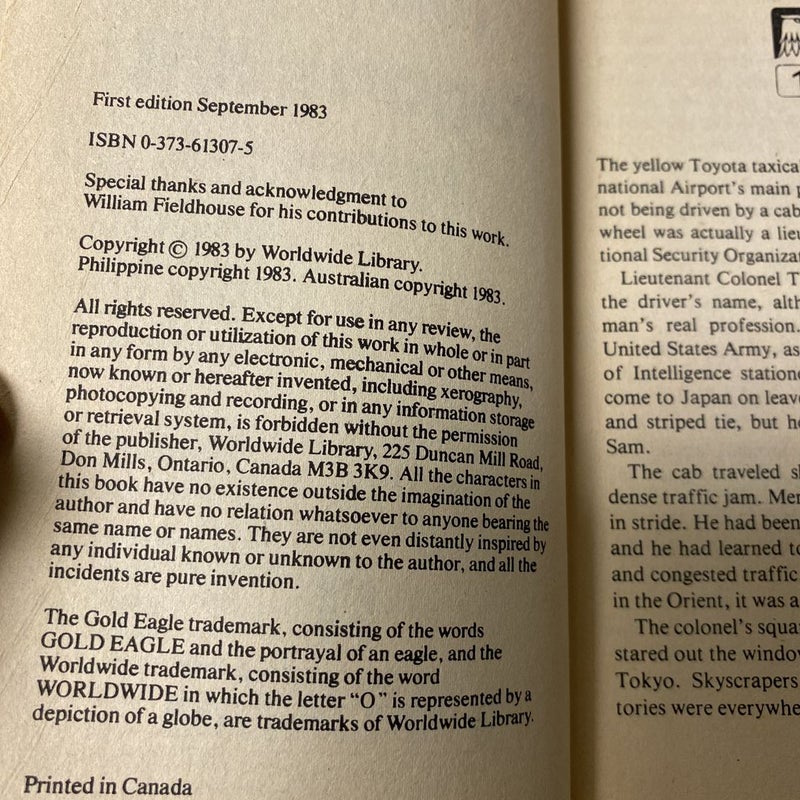 First edition September 1983
ISBN 0-373-61307-5
Special thanks and acknowledgment to
William Fieldhouse for his contributions to this work.
Copyright © 1983 by Worldwide Library.
Philippine copyright 1983. Australian copyright 1983.
All rights reserved. Except for use in any review, the
reproduction or utilization of this work in whole or in part
in any form by any electronic, mechanical or other means,
now known or hereafter invented, including xerography,
photocopying and recording, or in any information storage
or retrieval system, is forbidden without the permission
of the publisher, Worldwide Library, 225 Duncan Mill Road,
Don Mills, Ontario, Canada M3B 3K9. All the characters in
this book have no existence outside the imagination of the
author and have no relation whatsoever to anyone bearing the
same name or names. They are not even distantly inspired by
any individual known or unknown to the author, and all the
incidents are pure invention.
The Gold Eagle trademark, consisting of the words
GOLD EAGLE and the portrayal of an eagle, and the
Worldwide trademark, consisting of the word
WORLDWIDE in which the letter "O" is represented by a
depiction of a globe, are trademarks of Worldwide Library.
Printed in Canada
The yellow Toyota
national Airport's main
not being driven by a cab
wheel was actually a
tional Security
Lieutenant Colonel
the driver's name,
man's real profession.
United States Army, as
of Intelligence
come to Japan on
and striped tie, but
Sam.
The cab traveled
dense traffic jam.
in stride. He had been
and he had learned
and congested traffic
in the Orient, it was a
The colonel's
stared out the
Tokyo. Skyscrapers
tories were